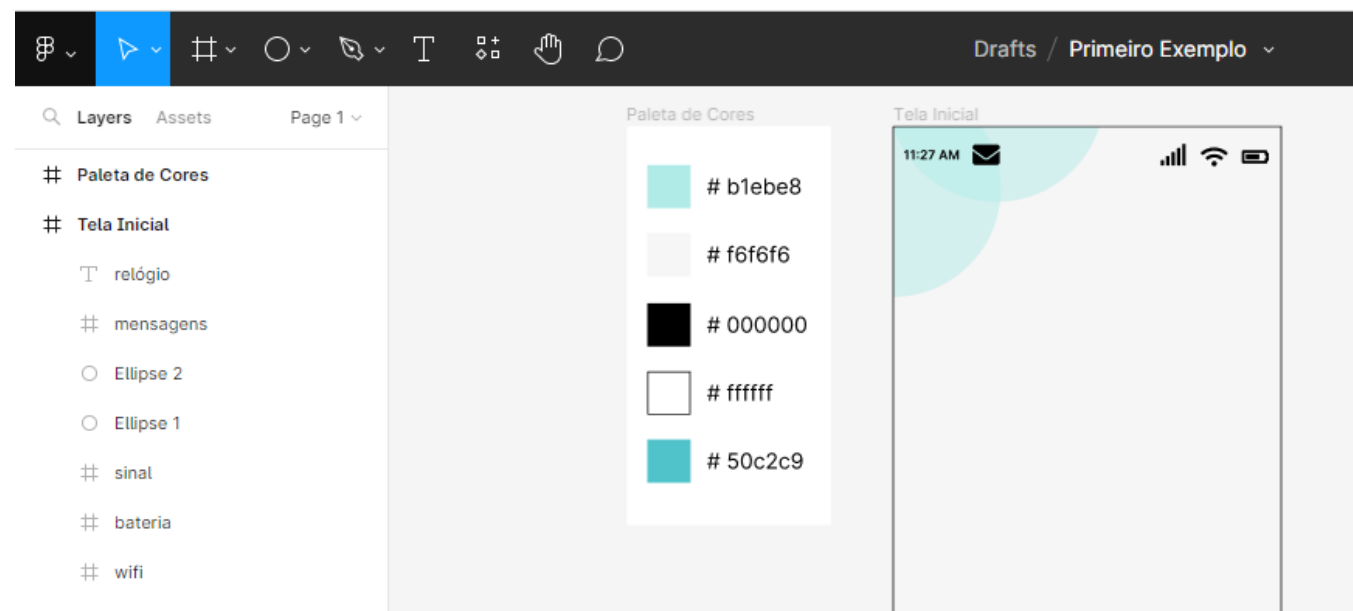 Drafts / Primeiro Exemplo
Layers Assets Page 1
Paleta de Cores
Tela Inicial
relógio
mensagens
Ellipse 2
Ellipse 1
sinal
bateria
wifi
Paleta de Cores
# b1ebe8
# f6f6f6
# 000000
# ffffff
# 50c2c9
Tela Inicial
11:27 AM